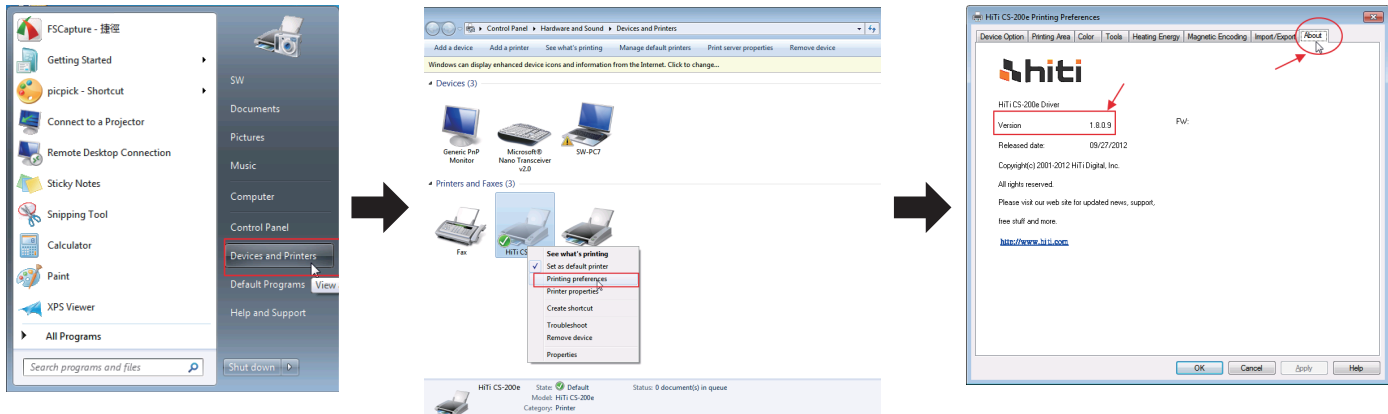 FSCapture - 捷徑
Getting Started
picpick - Shortcut
Connect to a Projector
Remote Desktop Connection
Sticky Notes
Snipping Tool
Calculator
Paint
XPS Viewer
All Programs
Search programs and files
SW
Documents
Pictures
Music
Computer
Control Panel
Devices and Printers
Default Programs
View
Help and Support
Shut down
Control Panel Hardware and Sound Devices and Printers
Add a device Add a printer See what's printing Manage default printers Print server properties Remove device
Windows can display enhanced device icons and information from the Internet. Click to change...
Devices (3)
Generic PnP
Monitor
Microsoft®
Nano Transceiver
v2.0
SW-PC7
Printers and Faxes (3)
Fax
HiTi CS
See what's printing
Set as default printer
Printing preferences
Printer properties
Create shortcut
Troubleshoot
Remove device
Properties
HiTi CS-200e State: Default Status: 0 document(s) in queue
Model: HiTi CS-200e
Category: Printer
HiTi CS-200e Printing Preferences
Device Option Printing Area Color Tools Heating Energy Magnetic Encoding Import/Export About
hiti
HiTi CS-200e Driver
Version 1.8.0.9 FW:
Released date: 09/27/2012
Copyright(c) 2001-2012 HiTi Digital, Inc.
All rights reserved.
Please visit our web site for updated news, support,
free stuff and more.
http://www.hiti.com
OK Cancel Apply Help